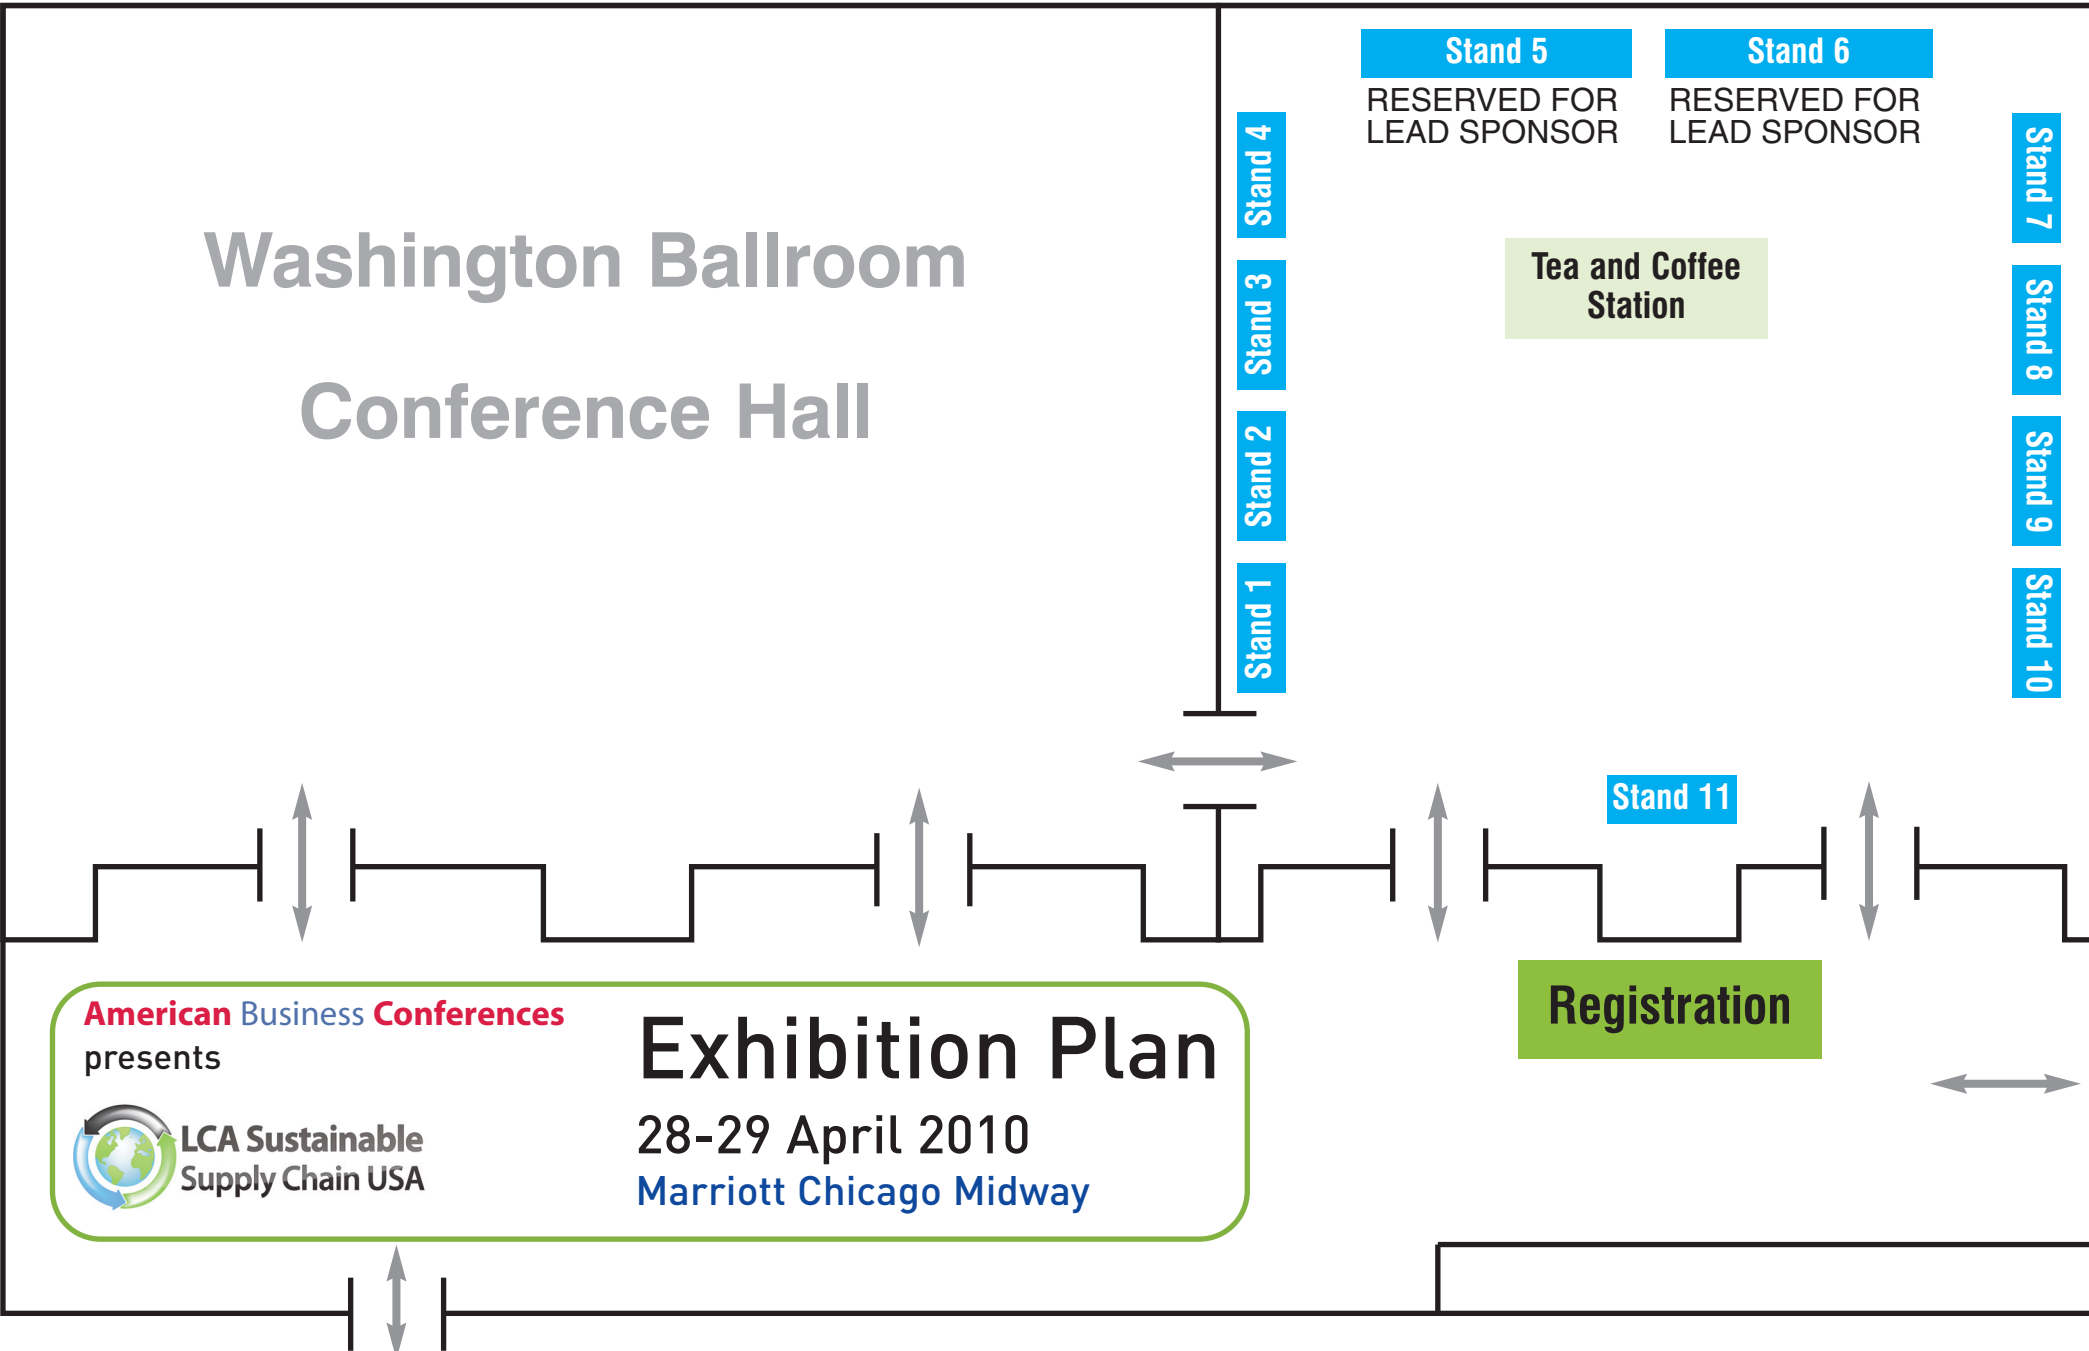 Stand 5
Stand 6
RESERVED FOR
LEAD SPONSOR
RESERVED FOR
LEAD SPONSOR
Stand 4
Stand 3
Stand 2
Stand 1
Stand 7
Stand 8
Stand 9
Stand 10
Washington Ballroom
Conference Hall
Tea and Coffee
Station
Stand 11
Registration
American Business Conferences
presents
LCA Sustainable
Supply Chain USA
Exhibition Plan
28-29 April 2010
Marriott Chicago Midway